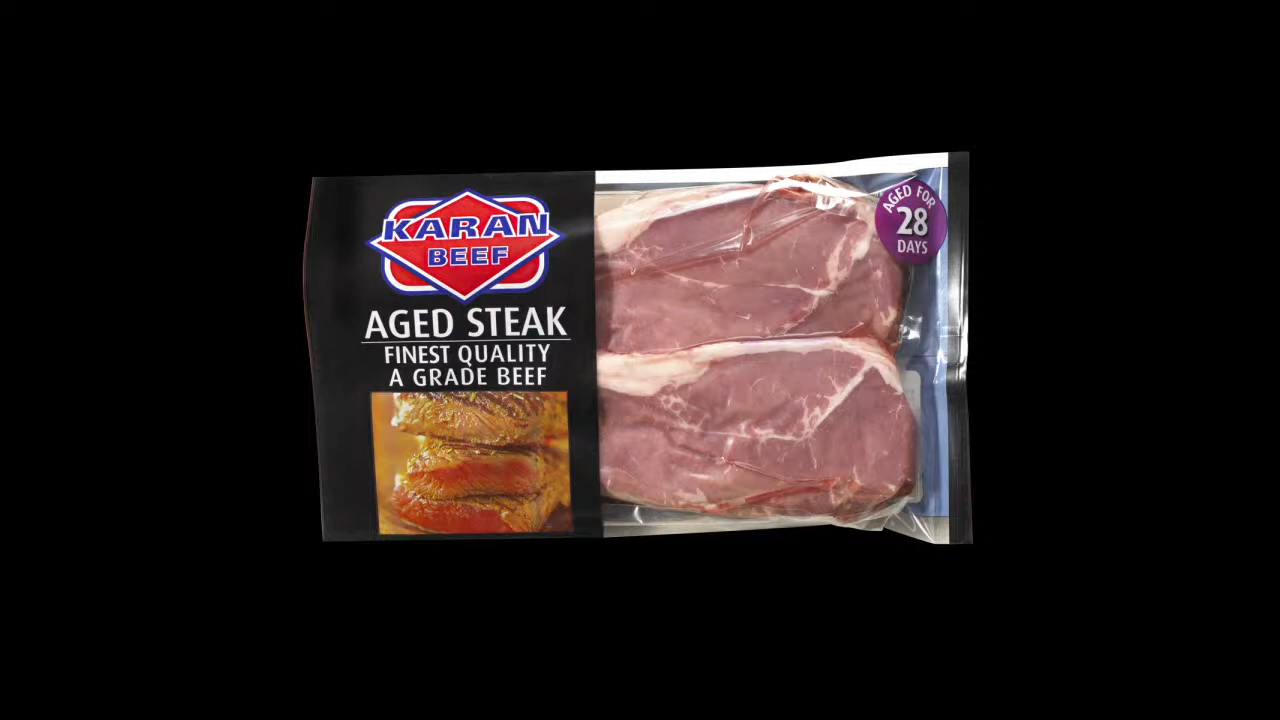 KARAN
BEEF
AGED STEAK
FINEST QUALITY
A GRADE BEEF
AGED FOR
28
DAYS